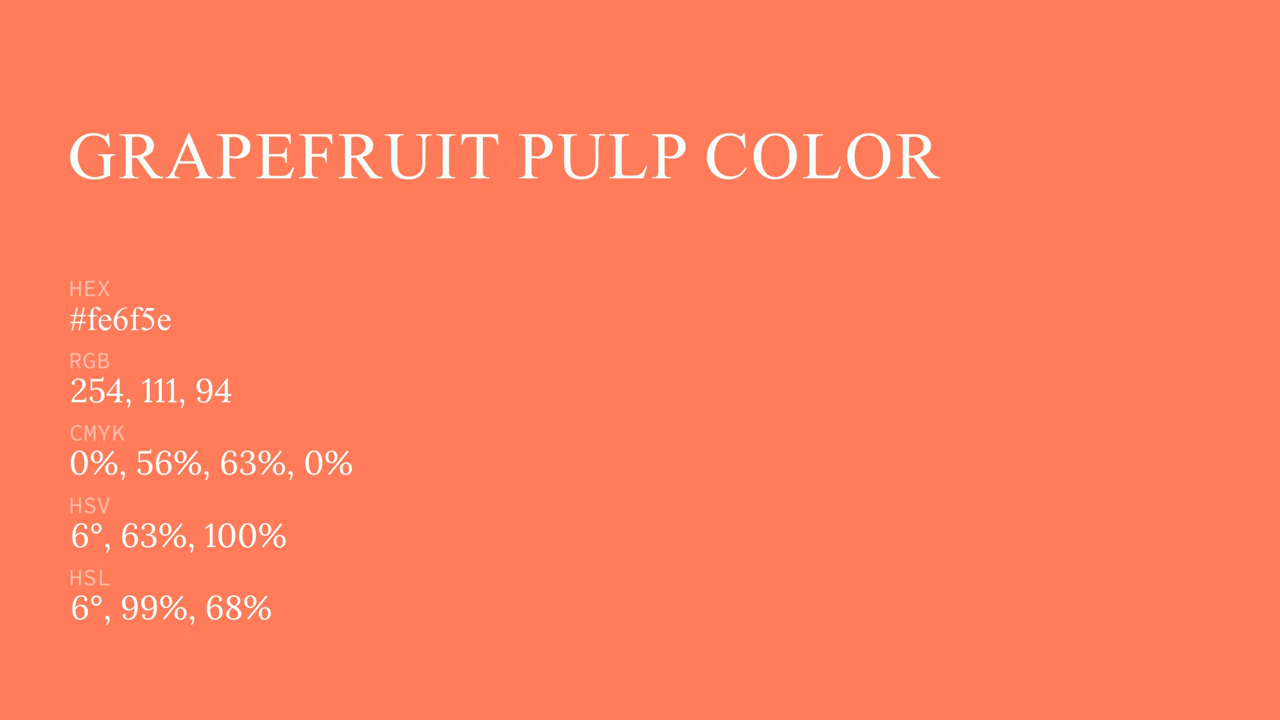 GRAPEFRUIT PULP COLOR
HEX
#fe6f5e
RGB
254, 111, 94
CMYK
0%, 56%, 63%, 0%
HSV
6°, 63%, 100%
HSL
6°, 99%, 68%